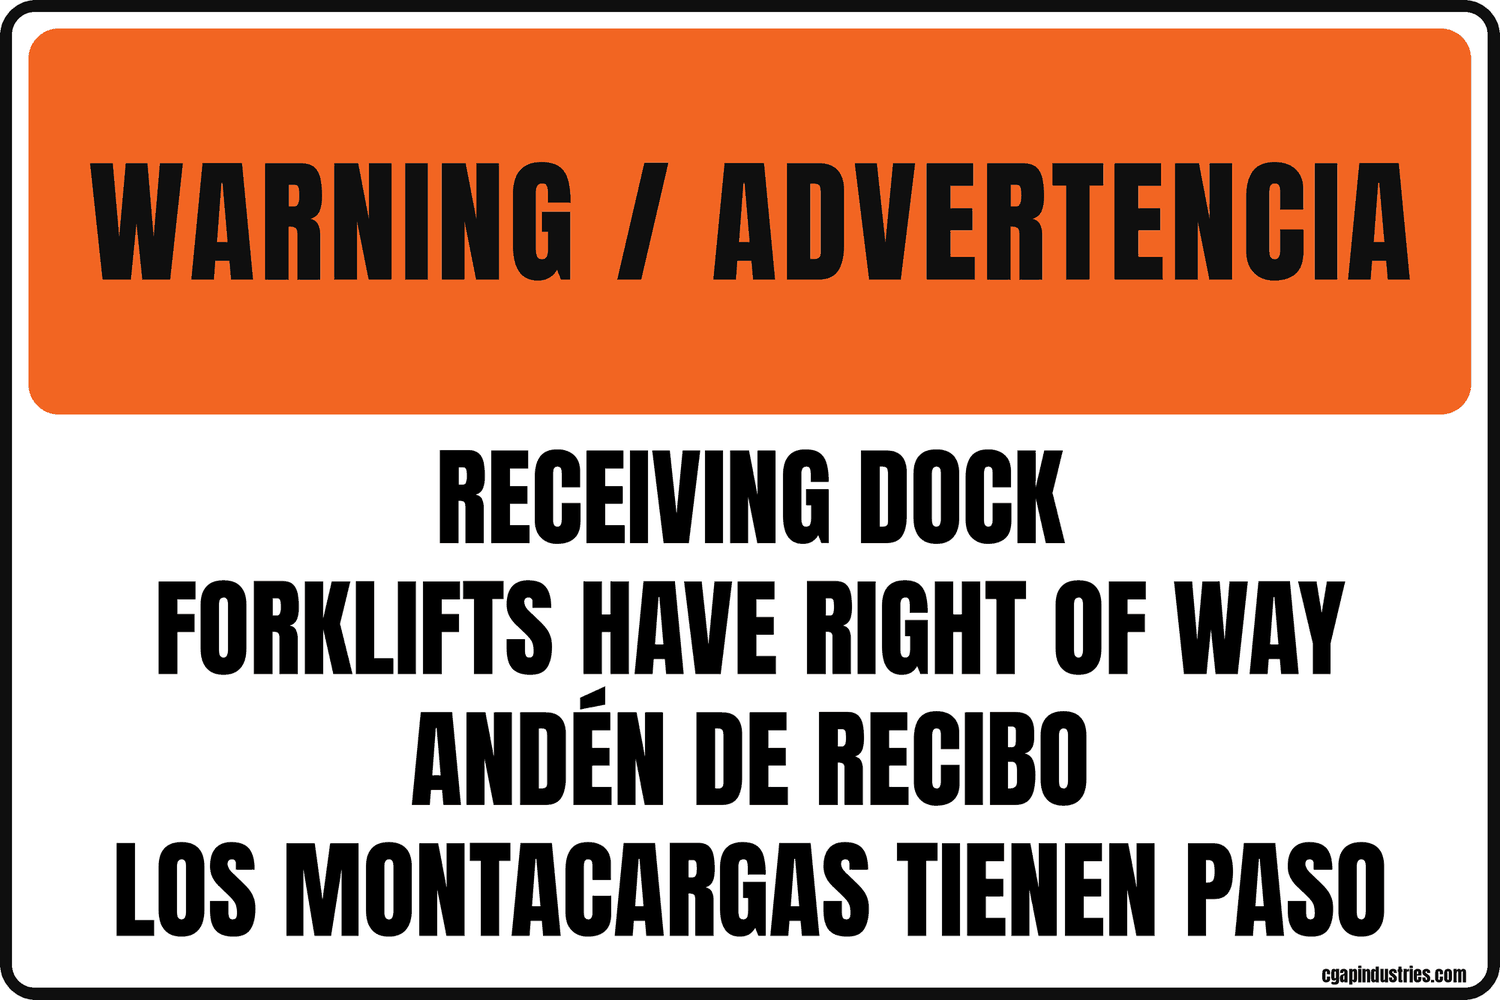 WARNING / ADVERTENCIA
RECEIVING DOCK
FORKLIFTS HAVE RIGHT OF WAY
ANDÉN DE RECIBO
LOS MONTACARGAS TIENEN PASO
cgapindustries.com